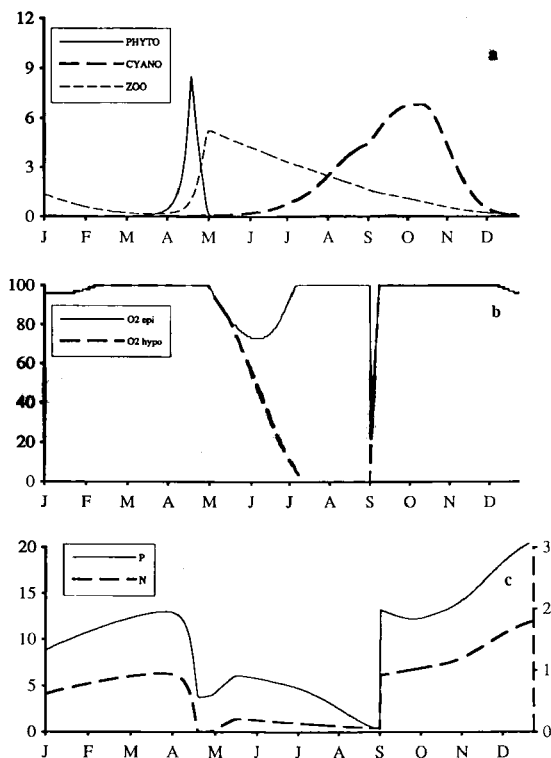 12
9
6
3
0
PHYTO
CYANO
ZOO
a
J F M A M J J A S O N D
100
80
60
40
20
0
O2 epi
O2 hypo
b
J F M A M J J A S O N D
20
15
10
5
0
P
N
c
3
2
1
0
J F M A M J J A S O N D